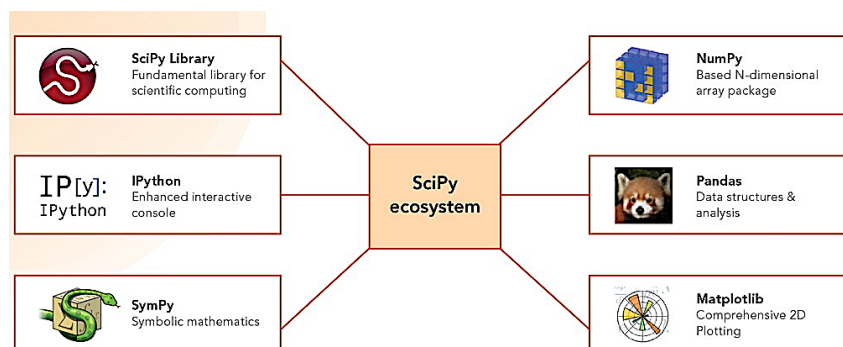 SciPy Library
Fundamental library for
scientific computing
IP[y]:
IPython
IPython
Enhanced interactive
console
SymPy
Symbolic mathematics
SciPy
ecosystem
NumPy
Based N-dimensional
array package
Pandas
Data structures &
analysis
Matplotlib
Comprehensive 2D
Plotting